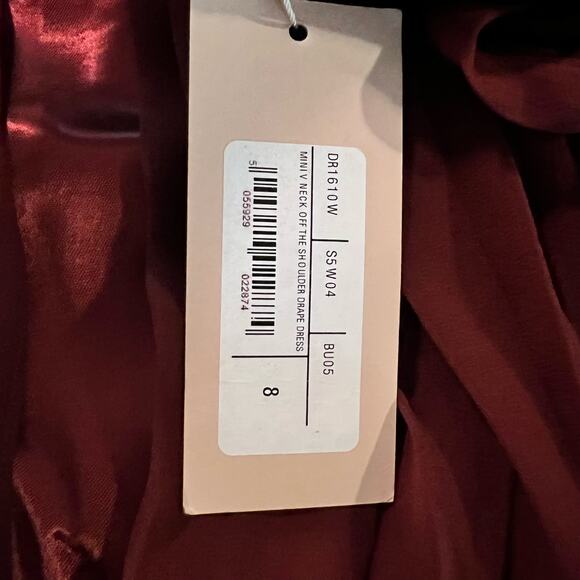 DR1610W S5W04 BU05
MINI V NECK OFF THE SHOULDER DRAPE DRESS
5 055929 022874
8